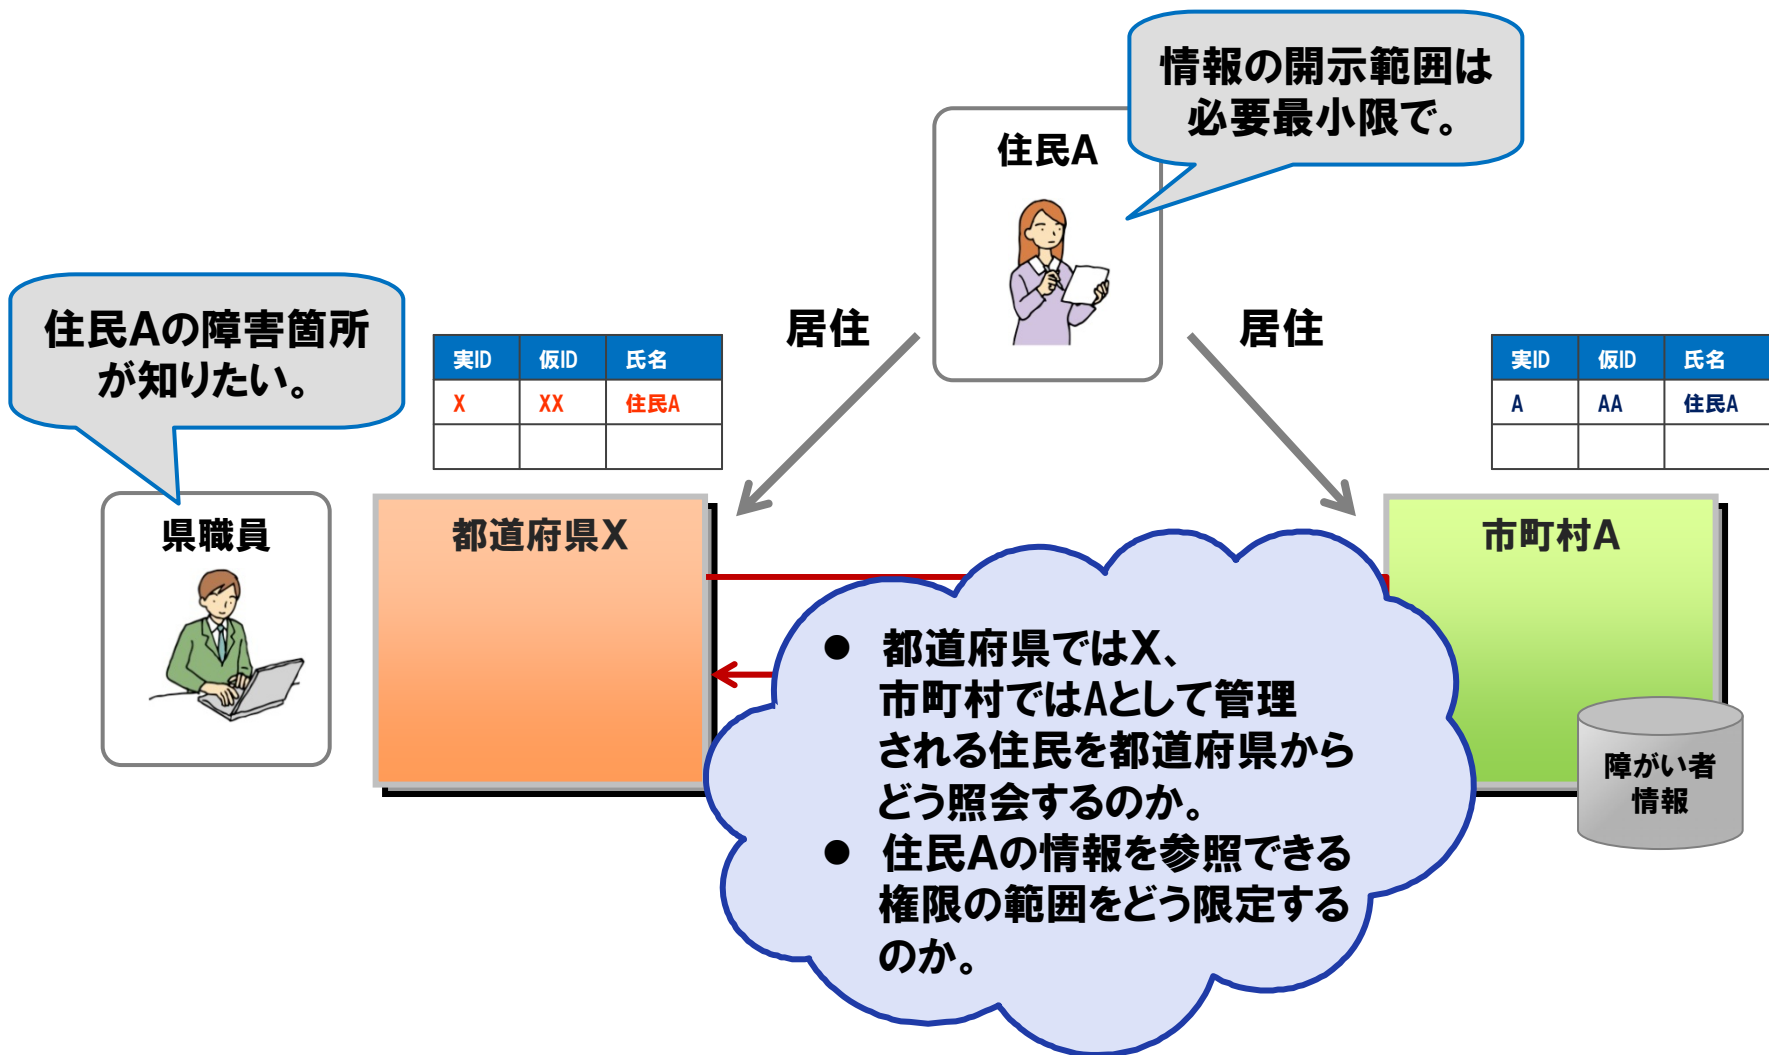 情報の開示範囲は
必要最小限で。
住民A
住民Aの障害箇所
が知りたい。
居住
居住
実ID 仮ID 氏名
X XX 住民A
実ID 仮ID 氏名
A AA 住民A
県職員
都道府県X
市町村A
● 都道府県ではX、
市町村ではAとして管理
される住民を都道府県から
どう照会するのか。
● 住民Aの情報を参照できる
権限の範囲をどう限定する
のか。
障がい者
情報